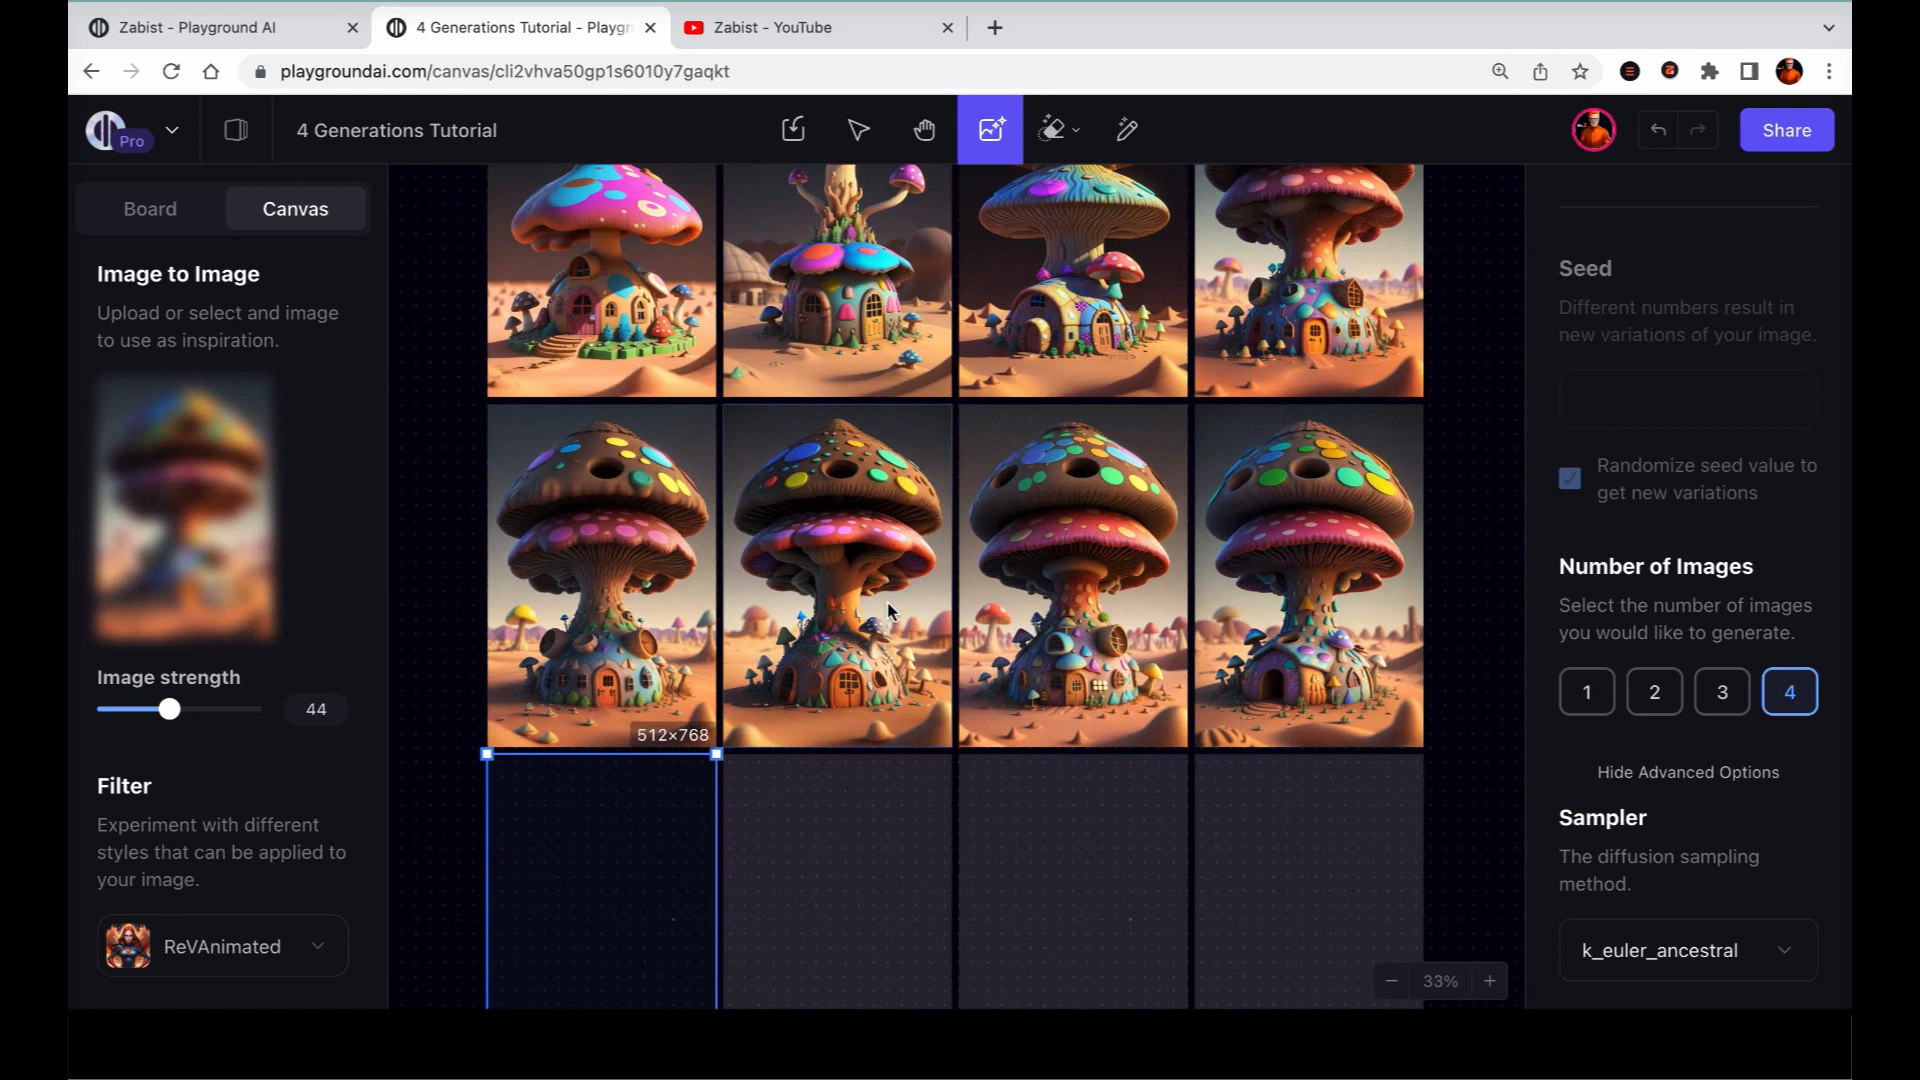 Zabist - Playground AI
4 Generations Tutorial - Playgr
Zabist - YouTube
playgroundai.com/canvas/cli2vhva50gp1s6010y7gaqkt
Pro
4 Generations Tutorial
Share
Board
Canvas
Image to Image
Upload or select and image
to use as inspiration.
Image strength
44
Filter
Experiment with different
styles that can be applied to
your image.
ReVAnimated
512×768
33%
Seed
Different numbers result in
new variations of your image.
Randomize seed value to
get new variations
Number of Images
Select the number of images
you would like to generate.
1 2 3 4
Hide Advanced Options
Sampler
The diffusion sampling
method.
k_euler_ancestral